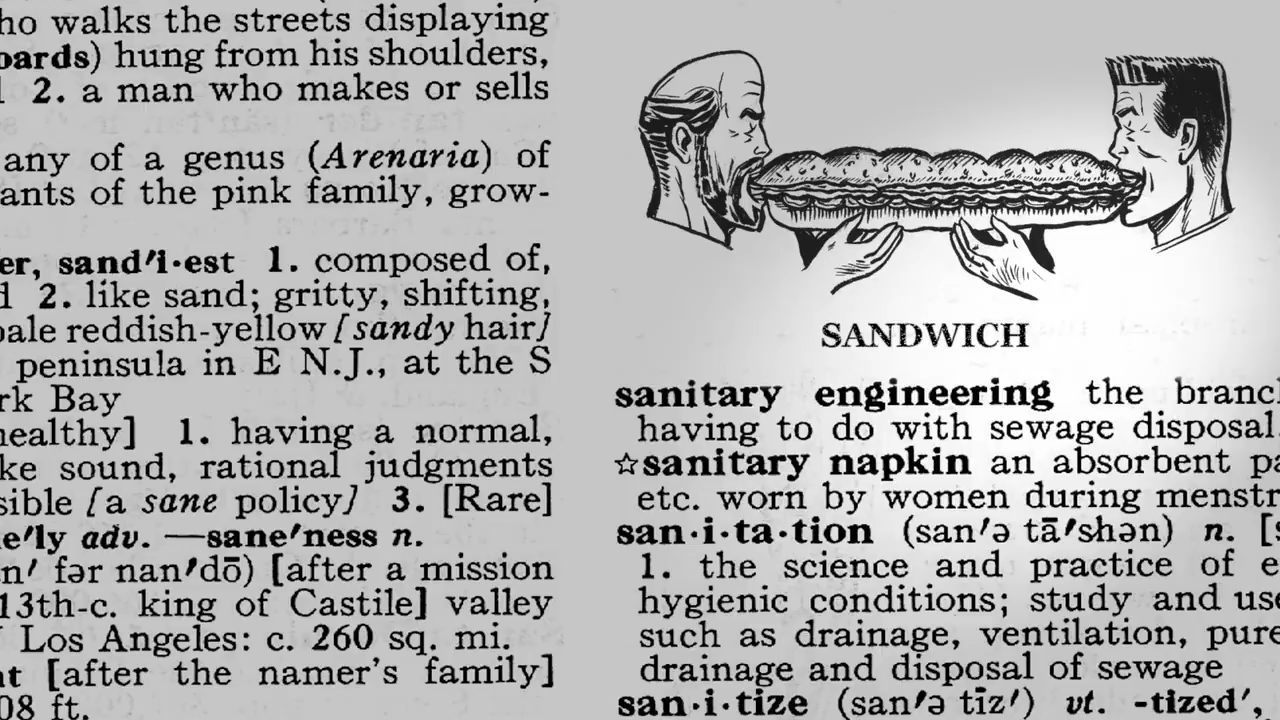 ho walks the streets displaying
oards) hung from his shoulders,
2. a man who makes or sells
any of a genus (Arenaria) of
ants of the pink family, grow-
er, sand′i·est 1. composed of,
2. like sand; gritty, shifting,
pale reddish-yellow [sandy hair]
peninsula in E N.J., at the S
rk Bay
healthy] 1. having a normal,
ke sound, rational judgments
sible [a sane policy] 3. [Rare]
e′ly adv. —sane′ness n.
n′ fər nan′dō) [after a mission
13th-c. king of Castile] valley
Los Angeles: c. 260 sq. mi.
nt [after the namer's family]
08 ft.
SANDWICH
sanitary engineering the branch
having to do with sewage disposal,
☆sanitary napkin an absorbent pa
etc. worn by women during menstr
san·i·ta·tion (san′ə tā′shən) n. [s
1. the science and practice of e
hygienic conditions; study and use
such as drainage, ventilation, pure
drainage and disposal of sewage
san·i·tize (san′ə tīz′) vt. -tized′,